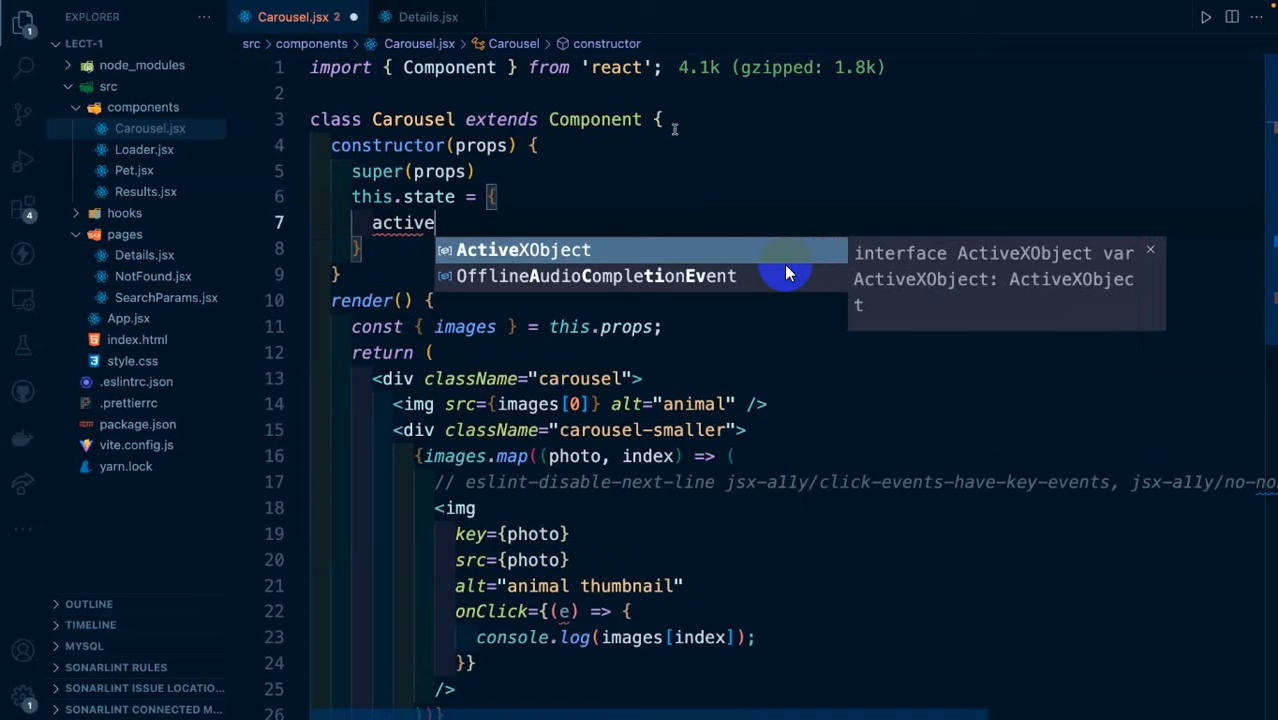 EXPLORER
Carousel.jsx 2
Details.jsx
LECT-1
src components Carousel.jsx Carousel constructor
node_modules
src
components
Carousel.jsx
Loader.jsx
Pet.jsx
Results.jsx
hooks
pages
Details.jsx
NotFound.jsx
SearchParams.jsx
App.jsx
index.html
style.css
.eslintrc.json
.prettierrc
package.json
vite.config.js
yarn.lock
OUTLINE
TIMELINE
MYSQL
SONARLINT RULES
SONARLINT ISSUE LOCATIO...
SONARLINT CONNECTED M...
1
4
1
1 import { Component } from 'react'; 4.1k (gzipped: 1.8k)
2
3 class Carousel extends Component {
4 constructor(props) {
5 super(props)
6 this.state = {
7 active
8 }
9 }
10 render() {
11 const { images } = this.props;
12 return (
13 <div className="carousel">
14 <img src={images[0]} alt="animal" />
15 <div className="carousel-smaller">
16 {images.map((photo, index) => (
17 // eslint-disable-next-line jsx-a11y/click-events-have-key-events, jsx-a11y/no-no
18 <img
19 key={photo}
20 src={photo}
21 alt="animal thumbnail"
22 onClick={(e) => {
23 console.log(images[index]);
24 }}
25 />
26 ))}
ActiveXObject
OfflineAudioCompletionEvent
interface ActiveXObject var
ActiveXObject: ActiveXObjec
t